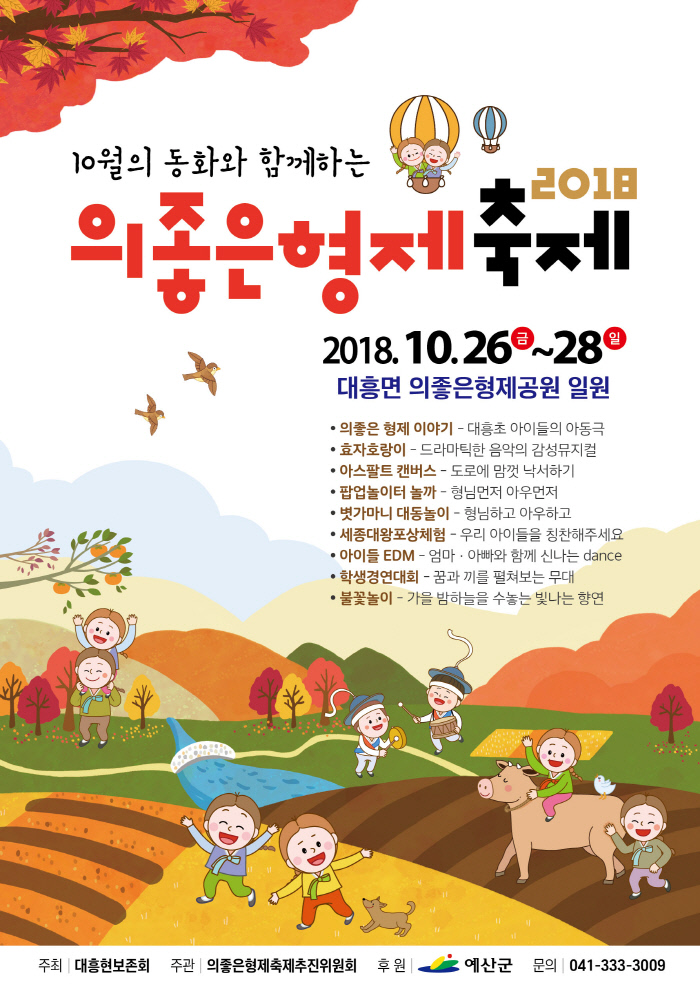 10월의 동화와 함께하는
2018
의좋은형제축제
2018. 10. 26금~28일
대흥면 의좋은형제공원 일원
• 의좋은 형제 이야기 - 대흥초 아이들의 아동극
• 효자호랑이 - 드라마틱한 음악의 감성뮤지컬
• 아스팔트 캔버스 - 도로에 맘껏 낙서하기
• 팝업놀이터 놀까 - 형님먼저 아우먼저
• 볏가마니 대동놀이 - 형님하고 아우하고
• 세종대왕포상체험 - 우리 아이들을 칭찬해주세요
• 아이들 EDM - 엄마 · 아빠와 함께 신나는 dance
• 학생경연대회 - 꿈과 끼를 펼쳐보는 무대
• 불꽃놀이 - 가을 밤하늘을 수놓는 빛나는 향연
주최 | 대흥현보존회 주관 | 의좋은형제축제추진위원회 후원 | 예산군 문의 | 041-333-3009